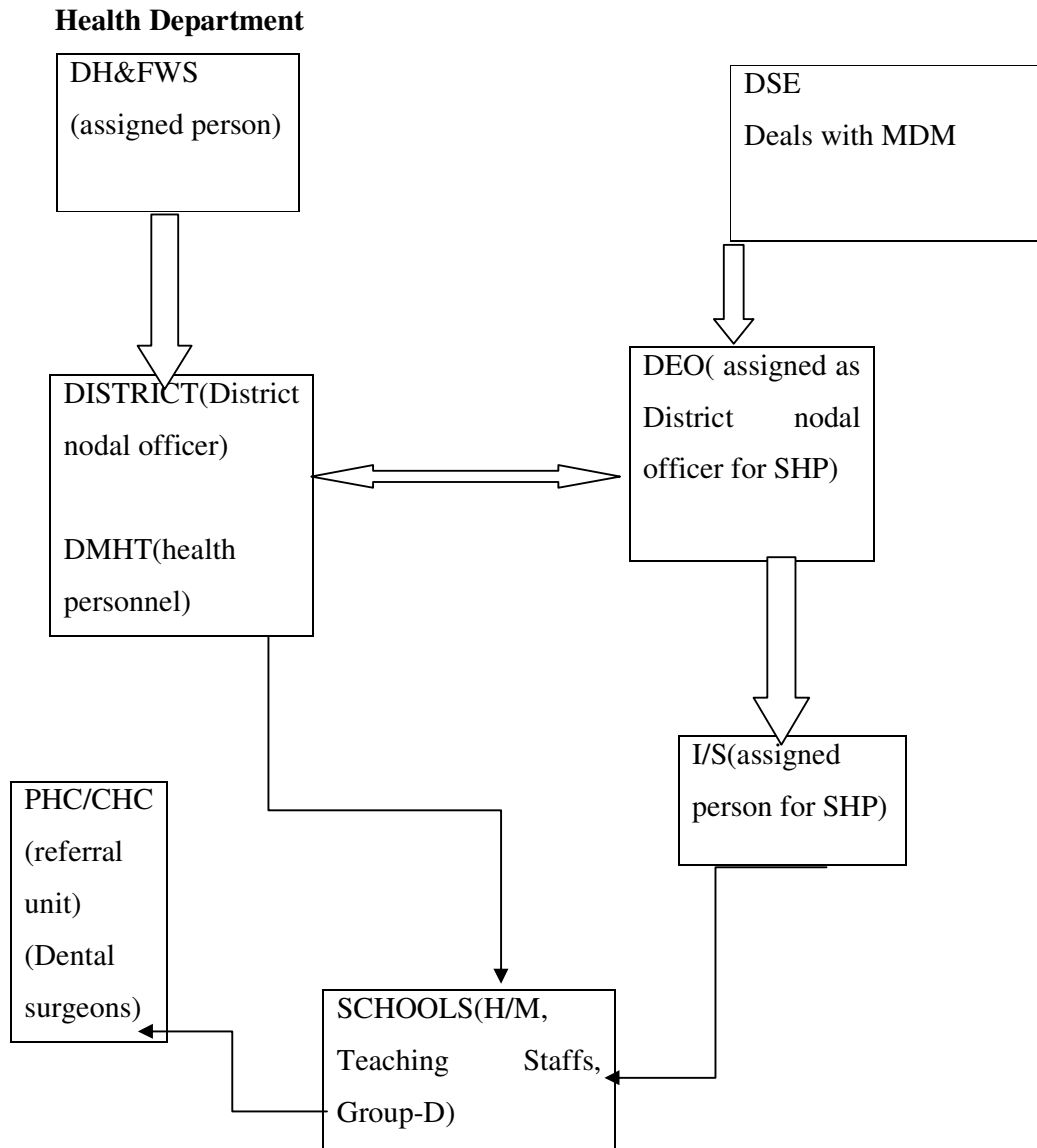 Health Department
DH&FWS
(assigned person)
DSE
Deals with MDM
DISTRICT(District
nodal officer)
DMHT(health
personnel)
DEO( assigned as
District nodal
officer for SHP)
I/S(assigned
person for SHP)
PHC/CHC
(referral
unit)
(Dental
surgeons)
SCHOOLS(H/M,
Teaching Staffs,
Group-D)